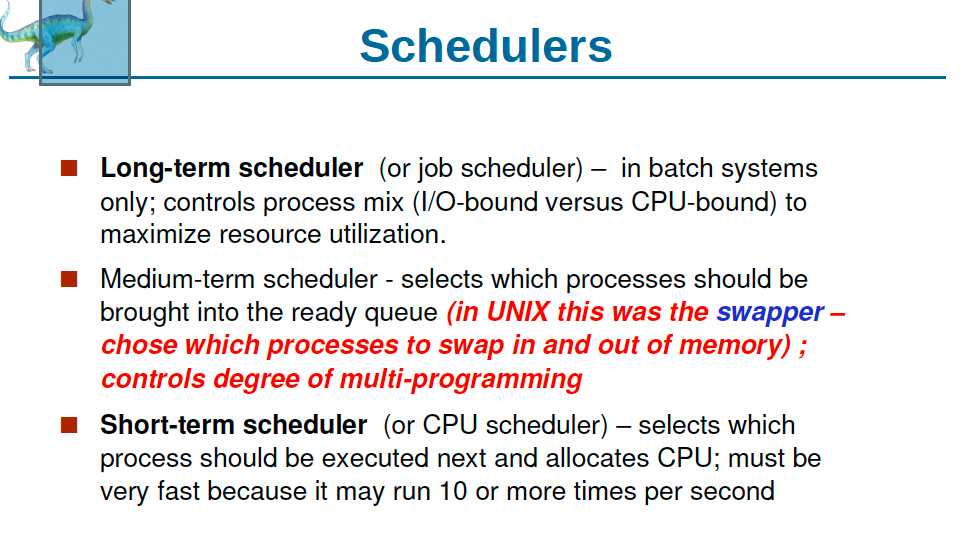 Schedulers
Long-term scheduler (or job scheduler) – in batch systems
only; controls process mix (I/O-bound versus CPU-bound) to
maximize resource utilization.
Medium-term scheduler - selects which processes should be
brought into the ready queue (in UNIX this was the swapper –
chose which processes to swap in and out of memory) ;
controls degree of multi-programming
Short-term scheduler (or CPU scheduler) – selects which
process should be executed next and allocates CPU; must be
very fast because it may run 10 or more times per second